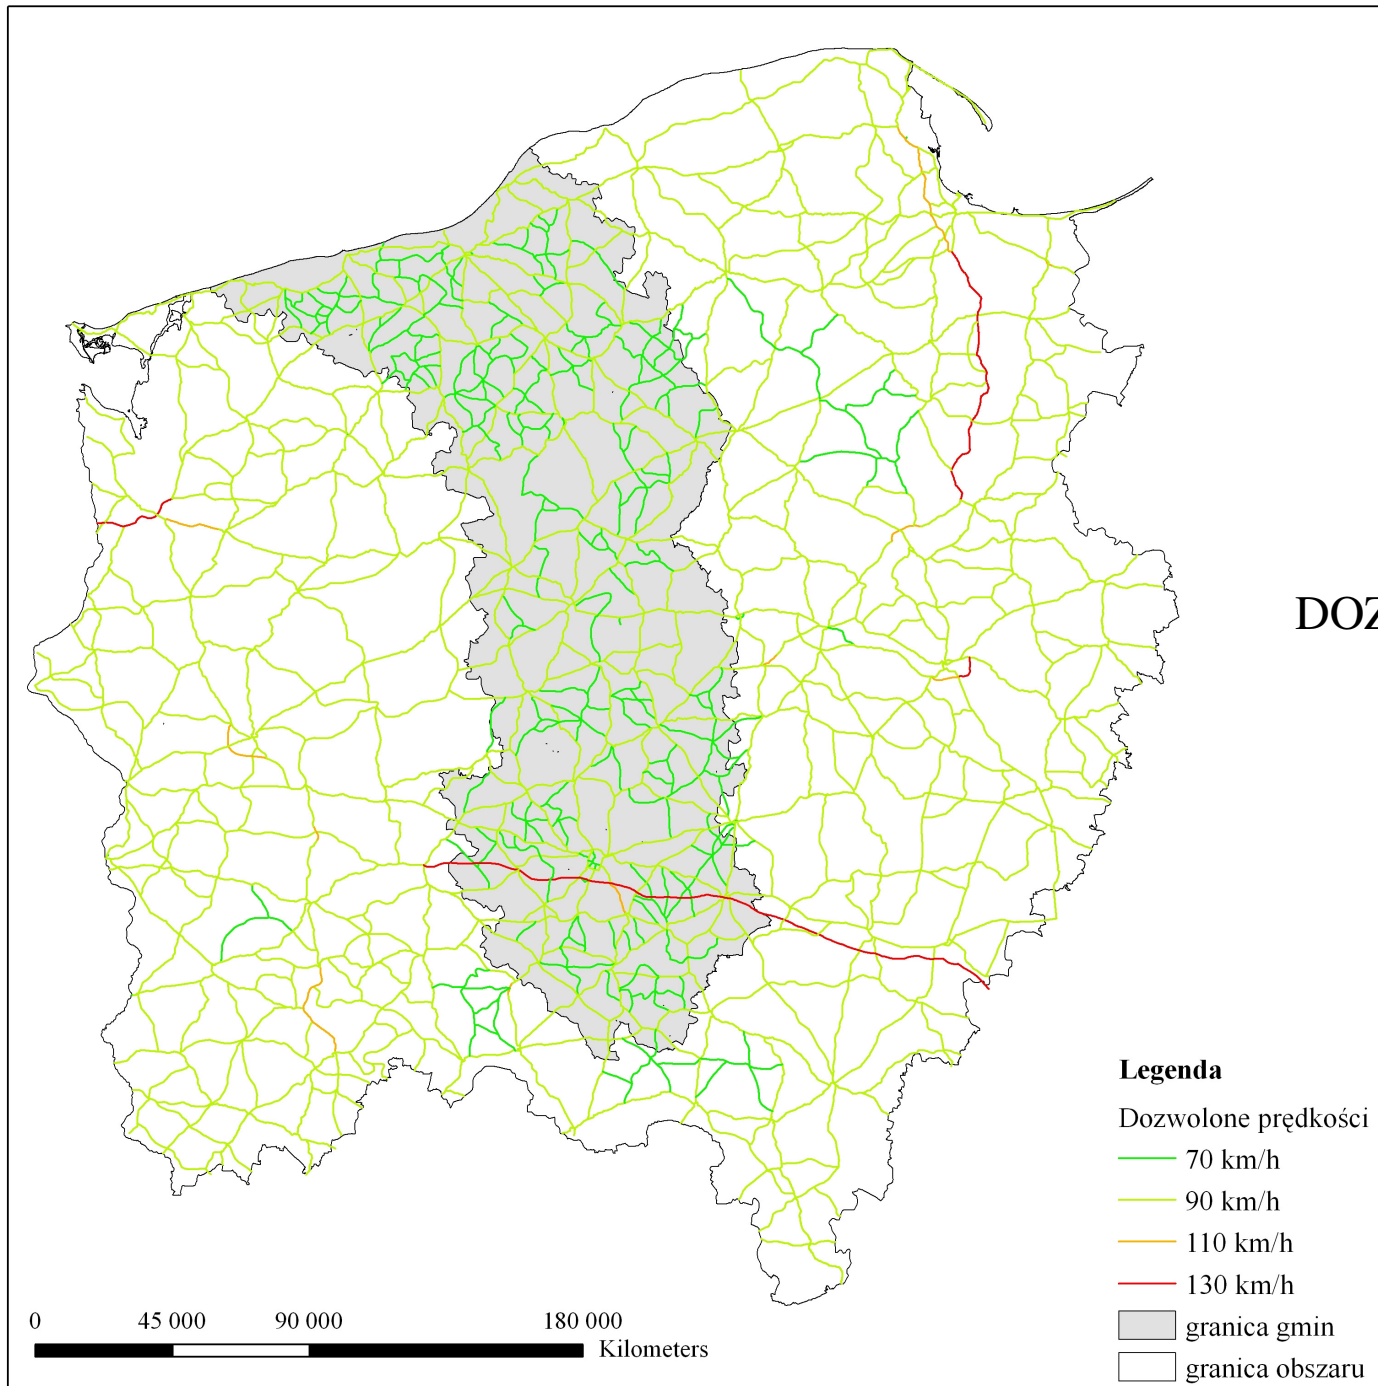 DOZ
Legenda
Dozwolone prędkości
70 km/h
90 km/h
110 km/h
130 km/h
granica gmin
granica obszaru
0 45 000 90 000 180 000
Kilometers